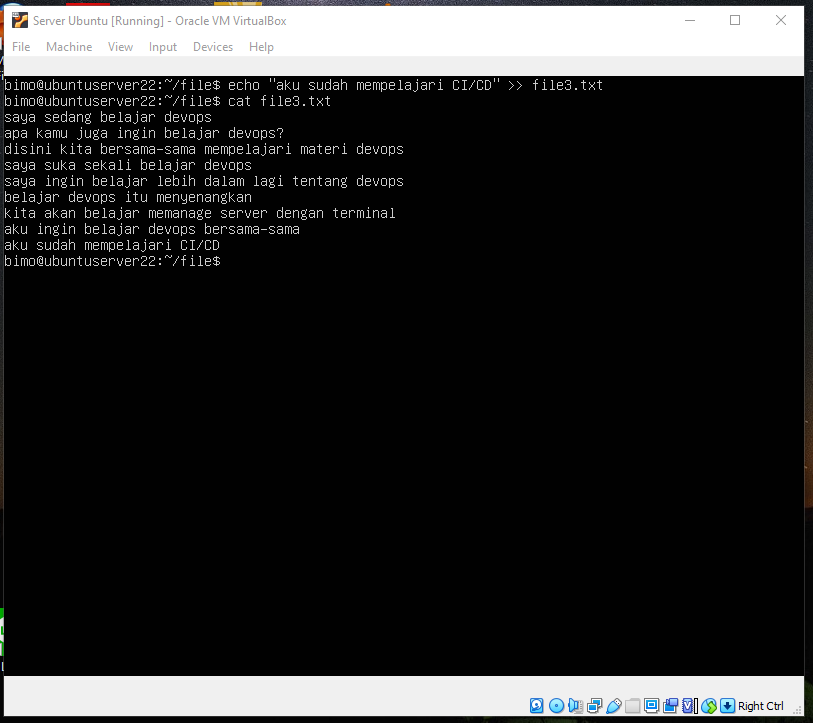 Server Ubuntu [Running] - Oracle VM VirtualBox
File Machine View Input Devices Help
bimo@ubuntuserver22:~/file$ echo "aku sudah mempelajari CI/CD" >> file3.txt
bimo@ubuntuserver22:~/file$ cat file3.txt
saya sedang belajar devops
apa kamu juga ingin belajar devops?
disini kita bersama-sama mempelajari materi devops
saya suka sekali belajar devops
saya ingin belajar lebih dalam lagi tentang devops
belajar devops itu menyenangkan
kita akan belajar memanage server dengan terminal
aku ingin belajar devops bersama-sama
aku sudah mempelajari CI/CD
bimo@ubuntuserver22:~/file$
Right Ctrl